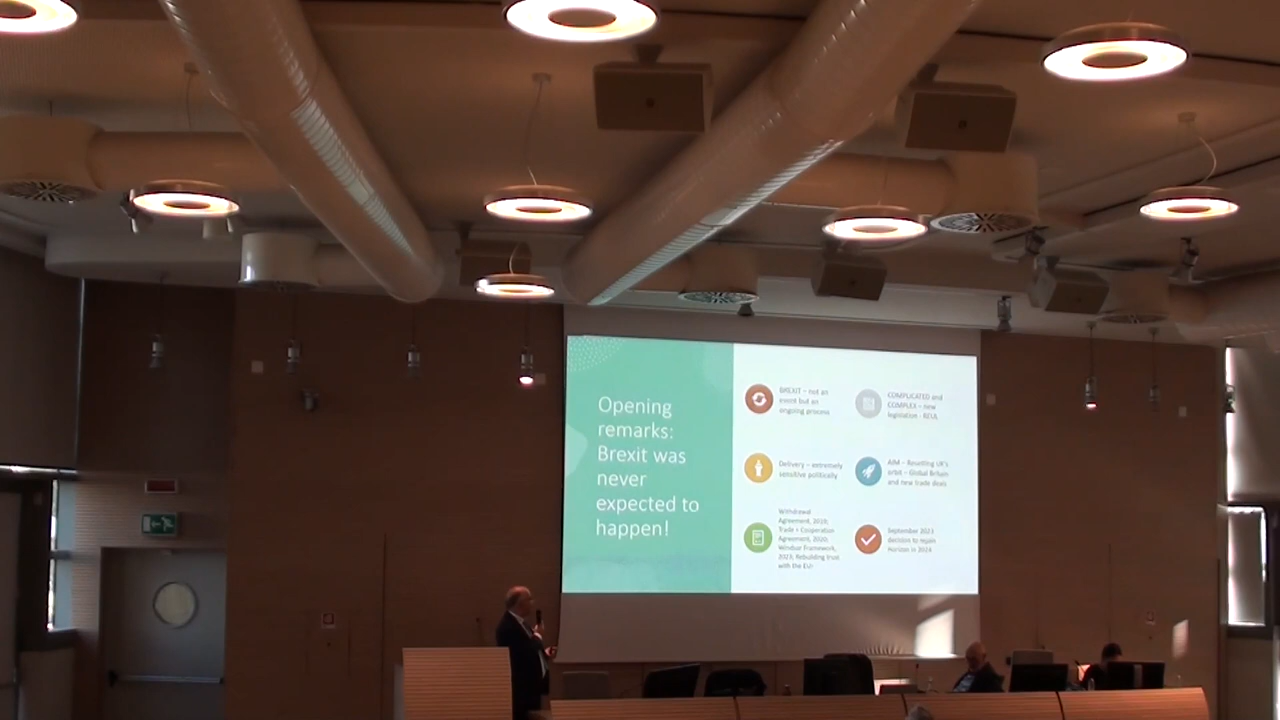 Opening
remarks:
Brexit was
never
expected to
happen!
BREXIT – not an
event but an
ongoing process
COMPLICATED and
COMPLEX – new
legislation - REUL
Delivery – extremely
sensitive politically
AIM – Resetting UK's
orbit – Global Britain
and new trade deals
Withdrawal
Agreement, 2019;
Trade + Cooperation
Agreement, 2020;
Windsor Framework,
2023; Rebuilding trust
with the EU;
September 2023
decision to rejoin
Horizon in 2024